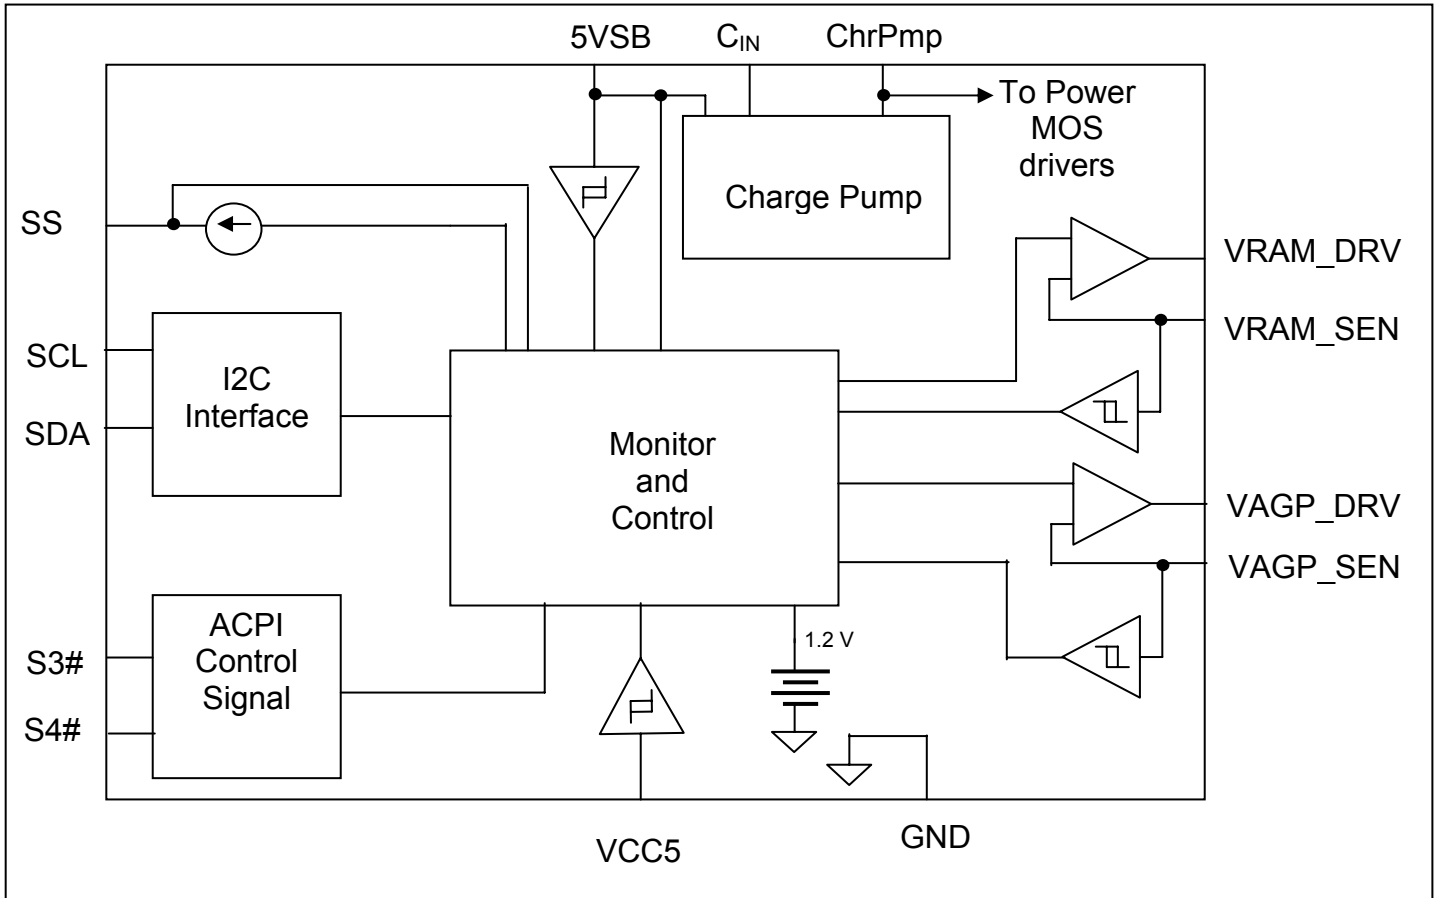 5VSB
CIN
ChrPmp
To Power
MOS
drivers
Charge Pump
SS
VRAM_DRV
VRAM_SEN
SCL
I2C
Interface
SDA
Monitor
and
Control
VAGP_DRV
VAGP_SEN
ACPI
Control
Signal
S3#
S4#
1.2 V
VCC5
GND